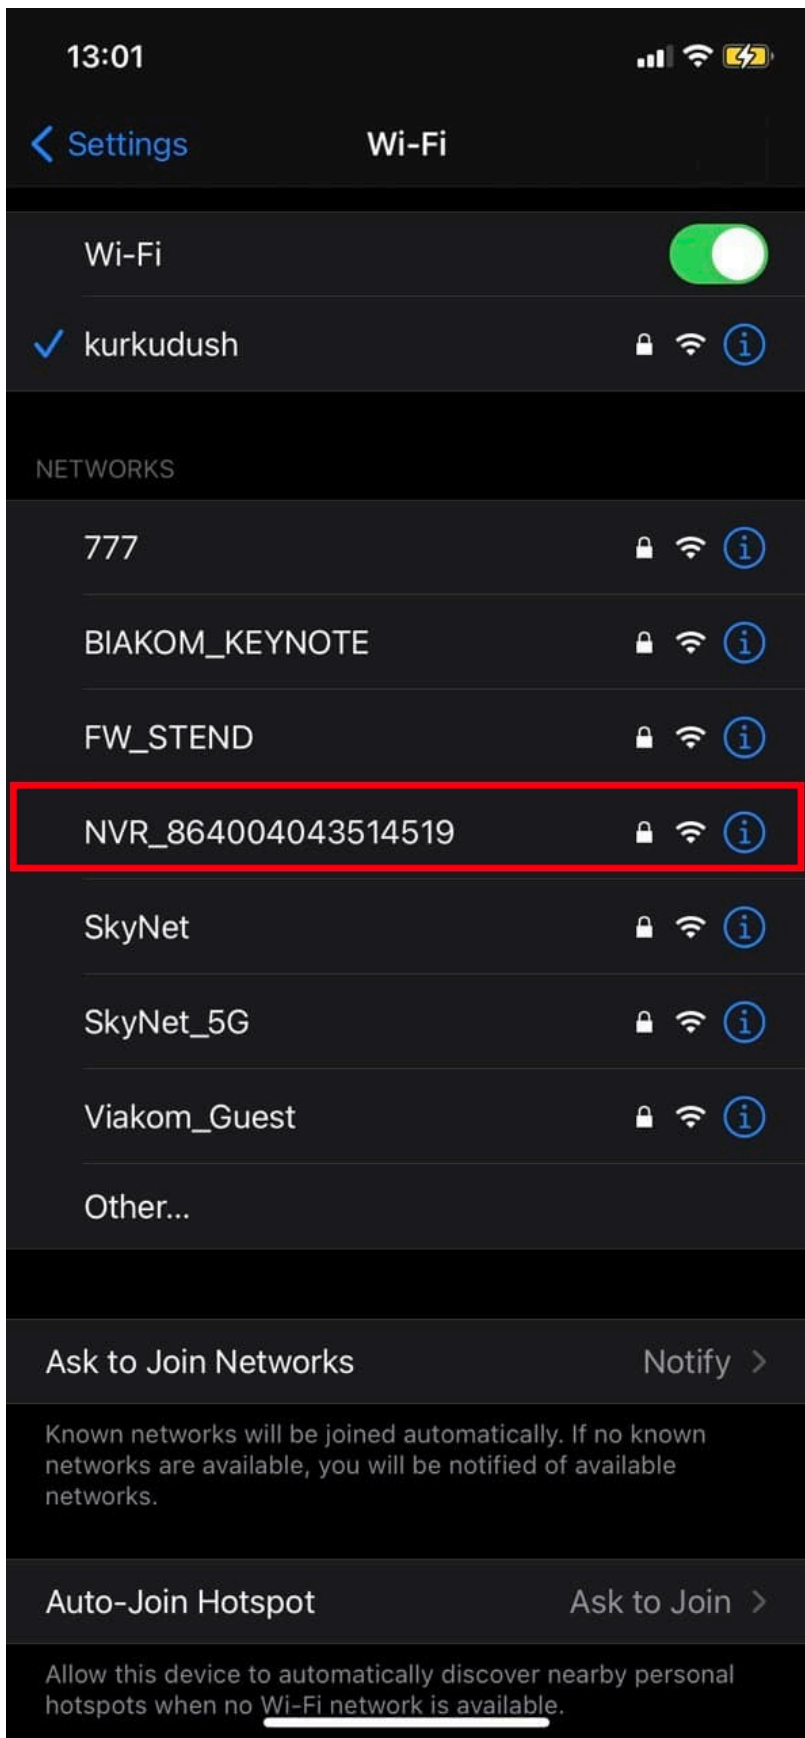 13:01
Settings
Wi-Fi
Wi-Fi
kurkudush
NETWORKS
777
BIAKOM_KEYNOTE
FW_STEND
NVR_864004043514519
SkyNet
SkyNet_5G
Viakom_Guest
Other...
Ask to Join Networks Notify
Known networks will be joined automatically. If no known
networks are available, you will be notified of available
networks.
Auto-Join Hotspot Ask to Join
Allow this device to automatically discover nearby personal
hotspots when no Wi-Fi network is available.